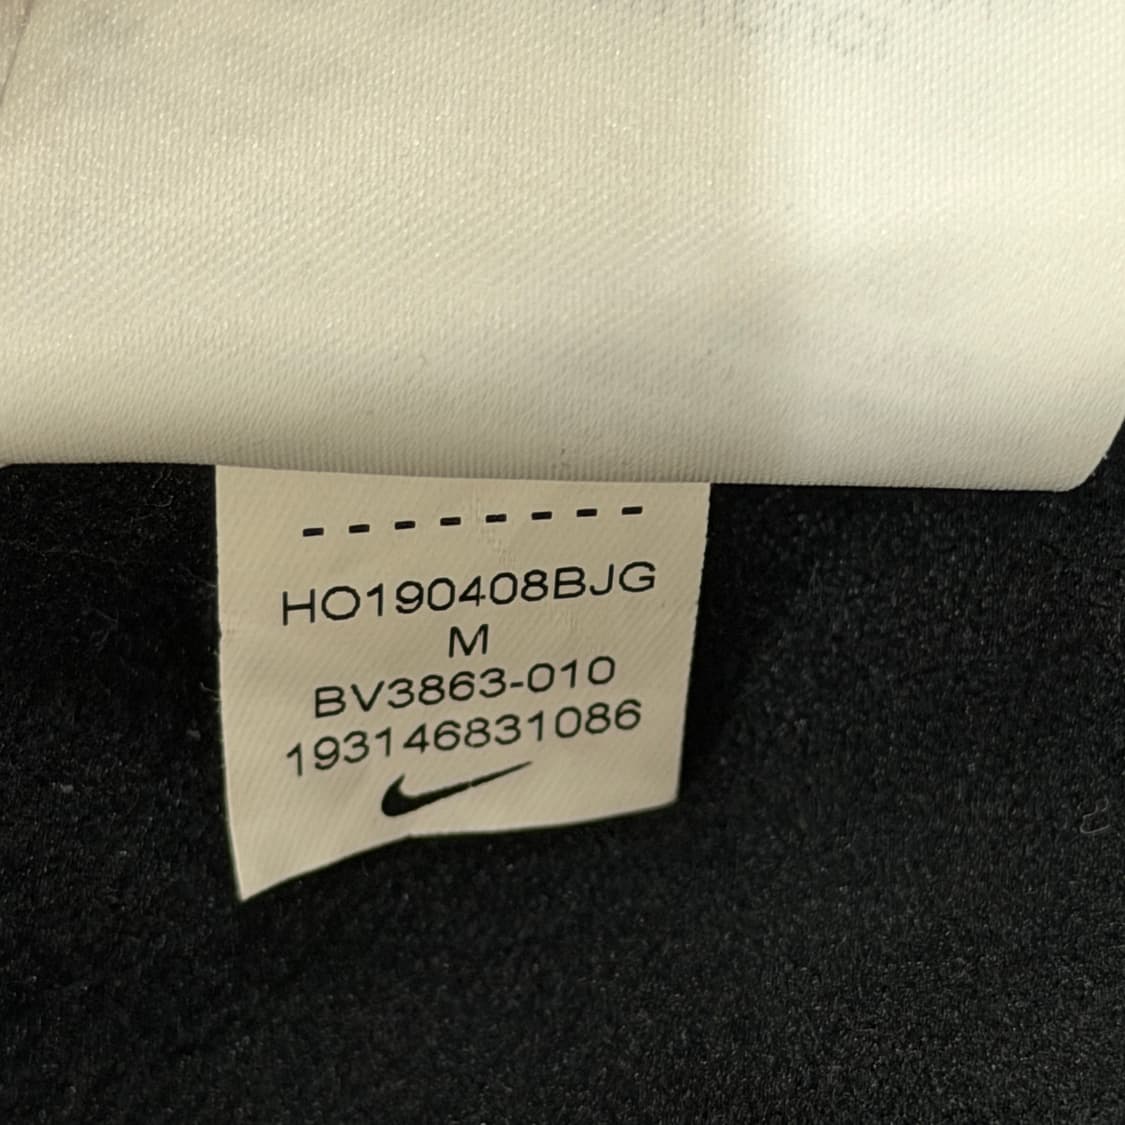 --------
HO190408BJG
M
BV3863-010
193146831086